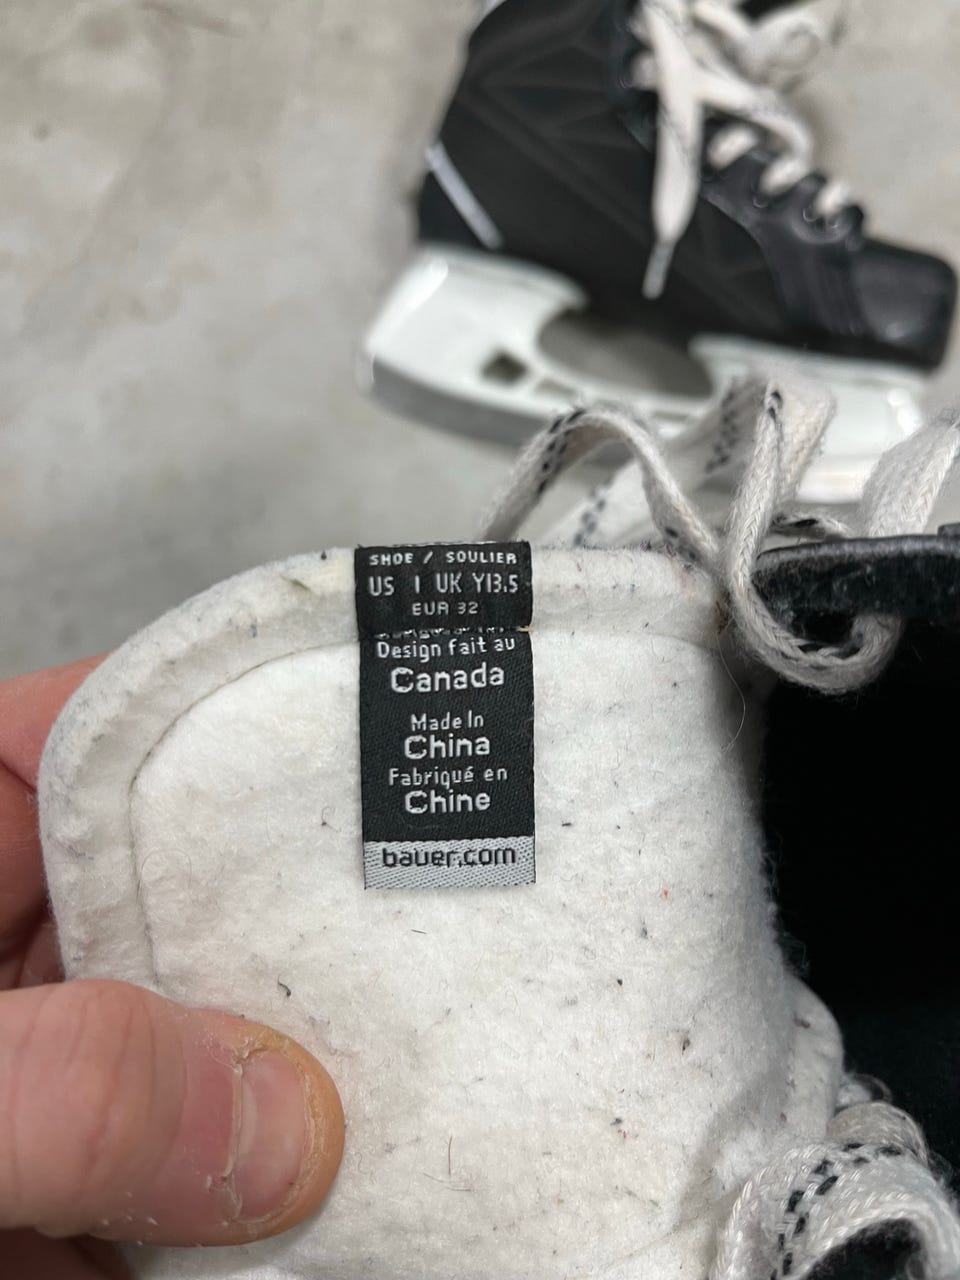 SHOE / SOULIER
US 1 UK Y13.5
EUR 32
Design fait au
Canada
Made In
China
Fabriqué en
Chine
bauer.com